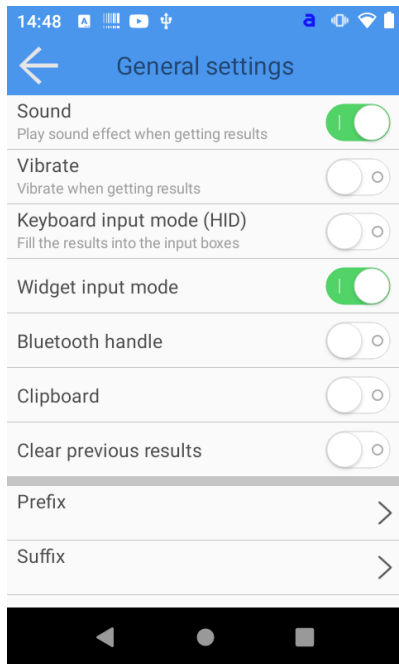 14:48
a
General settings
Sound
Play sound effect when getting results
Vibrate
Vibrate when getting results
Keyboard input mode (HID)
Fill the results into the input boxes
Widget input mode
Bluetooth handle
Clipboard
Clear previous results
Prefix
Suffix